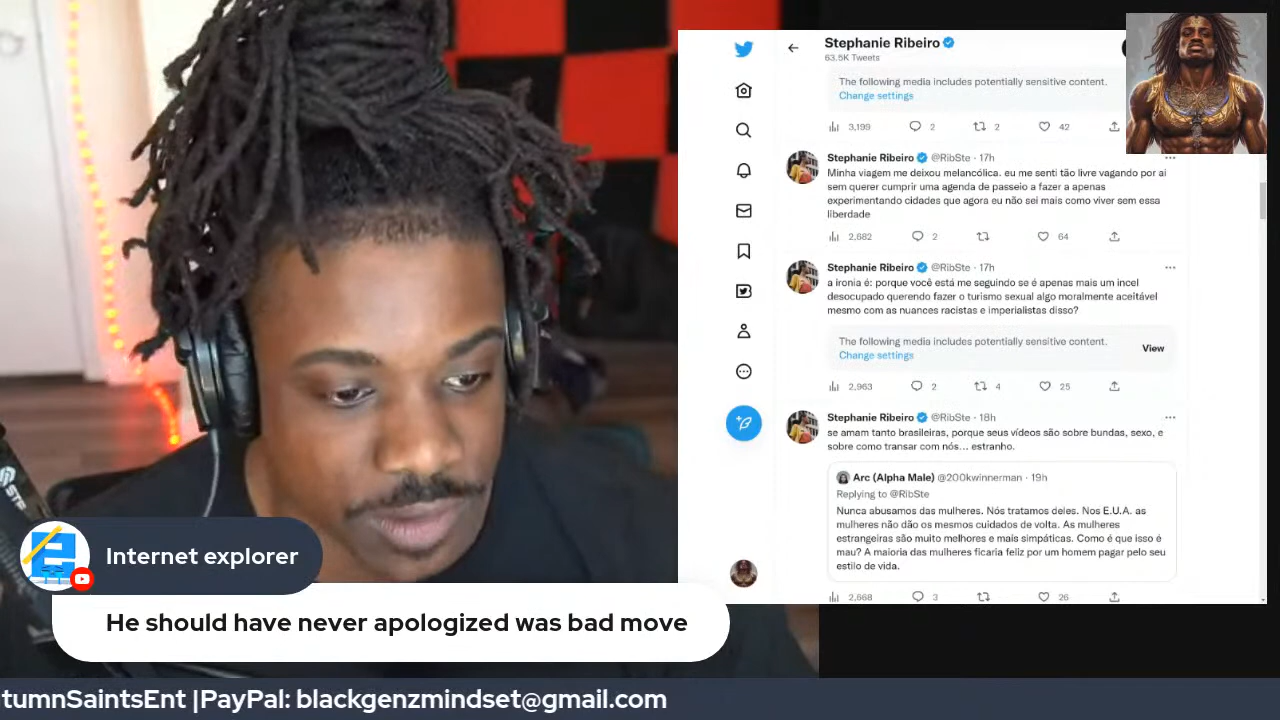 Stephanie Ribeiro
63.5K Tweets
The following media includes potentially sensitive content.
Change settings
3,199 2 2 42
Stephanie Ribeiro @RibSte · 17h
Minha viagem me deixou melancólica. eu me senti tão livre vagando por ai
sem querer cumprir uma agenda de passeio a fazer a apenas
experimentando cidades que agora eu não sei mais como viver sem essa
liberdade
2,682 2 64
Stephanie Ribeiro @RibSte · 17h
a ironia é: porque você está me seguindo se é apenas mais um incel
desocupado querendo fazer o turismo sexual algo moralmente aceitável
mesmo com as nuances racistas e imperialistas disso?
The following media includes potentially sensitive content.
View
Change settings
2,963 2 4 25
Stephanie Ribeiro @RibSte · 18h
se amam tanto brasileiras, porque seus vídeos são sobre bundas, sexo, e
sobre como transar com nós... estranho.
Arc (Alpha Male) @200kwinnerman · 19h
Replying to @RibSte
Nunca abusamos das mulheres. Nós tratamos deles. Nos E.U.A. as
mulheres não dão os mesmos cuidados de volta. As mulheres
estrangeiras são muito melhores e mais simpáticas. Como é que isso é
mau? A maioria das mulheres ficaria feliz por um homem pagar pelo seu
estilo de vida.
2,668 3 26
Internet explorer
He should have never apologized was bad move
tumnSaintsEnt |PayPal: blackgenzmindset@gmail.com